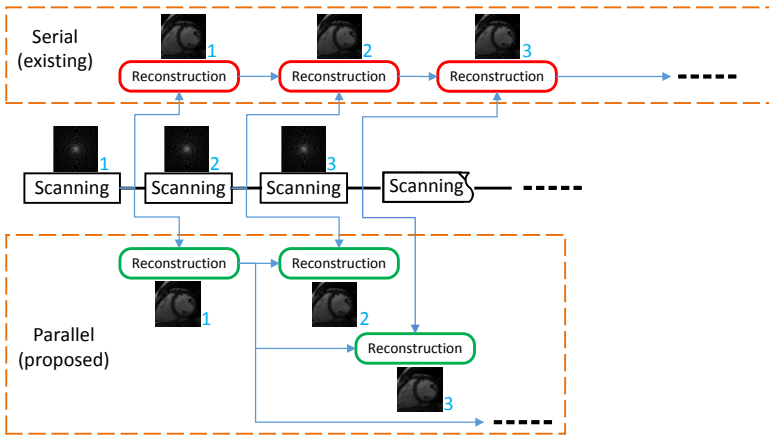 Serial
(existing)
1
2
3
Reconstruction
Reconstruction
Reconstruction
1
2
3
Scanning
Scanning
Scanning
Scanning
Parallel
(proposed)
Reconstruction
Reconstruction
1
2
Reconstruction
3